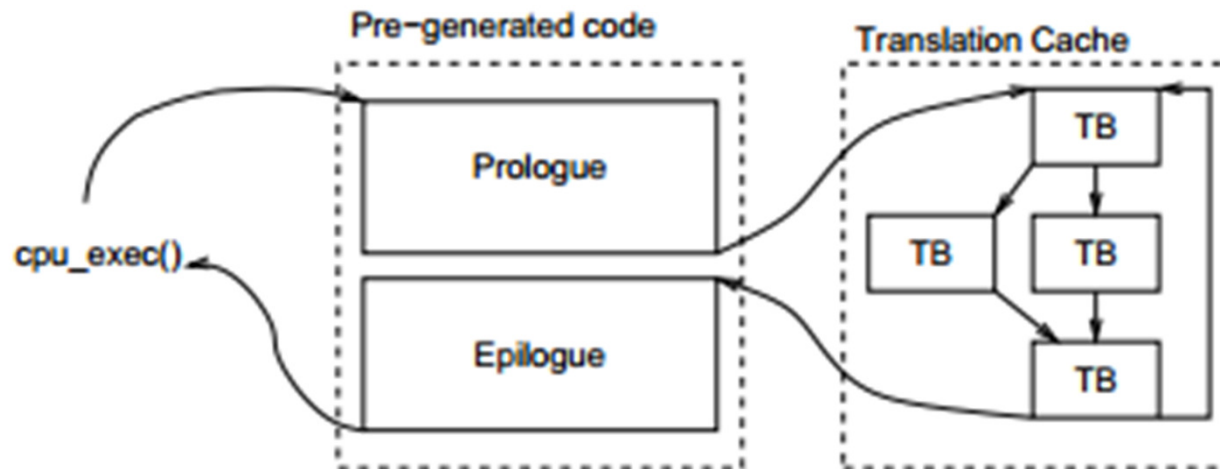 Pre-generated code
Translation Cache
Prologue
TB
cpu_exec()
TB
TB
Epilogue
TB